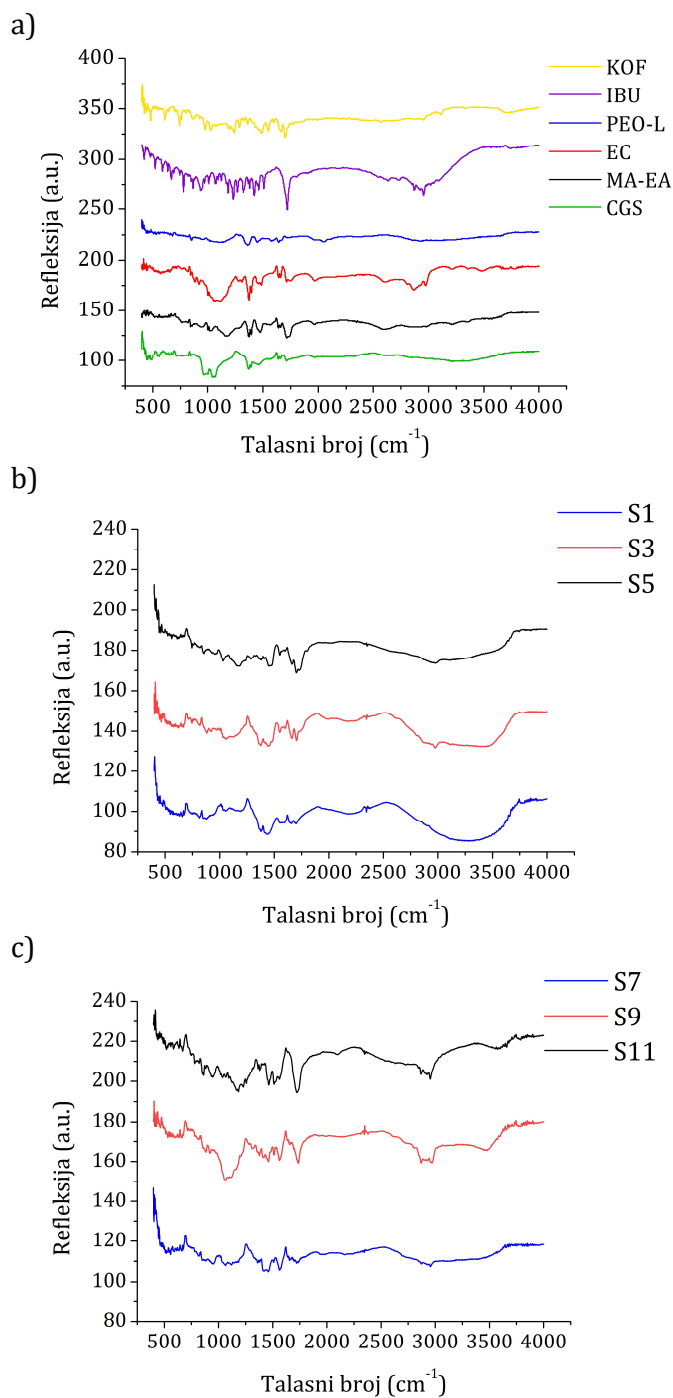 a)
KOF
IBU
PEO-L
EC
MA-EA
CGS
400
350
300
250
200
150
100
Refleksija (a.u.)
500 1000 1500 2000 2500 3000 3500 4000
Talasni broj (cm⁻¹)
b)
S1
S3
S5
240
220
200
180
160
140
120
100
80
Refleksija (a.u.)
500 1000 1500 2000 2500 3000 3500 4000
Talasni broj (cm⁻¹)
c)
S7
S9
S11
240
220
200
180
160
140
120
100
80
Refleksija (a.u.)
500 1000 1500 2000 2500 3000 3500 4000
Talasni broj (cm⁻¹)